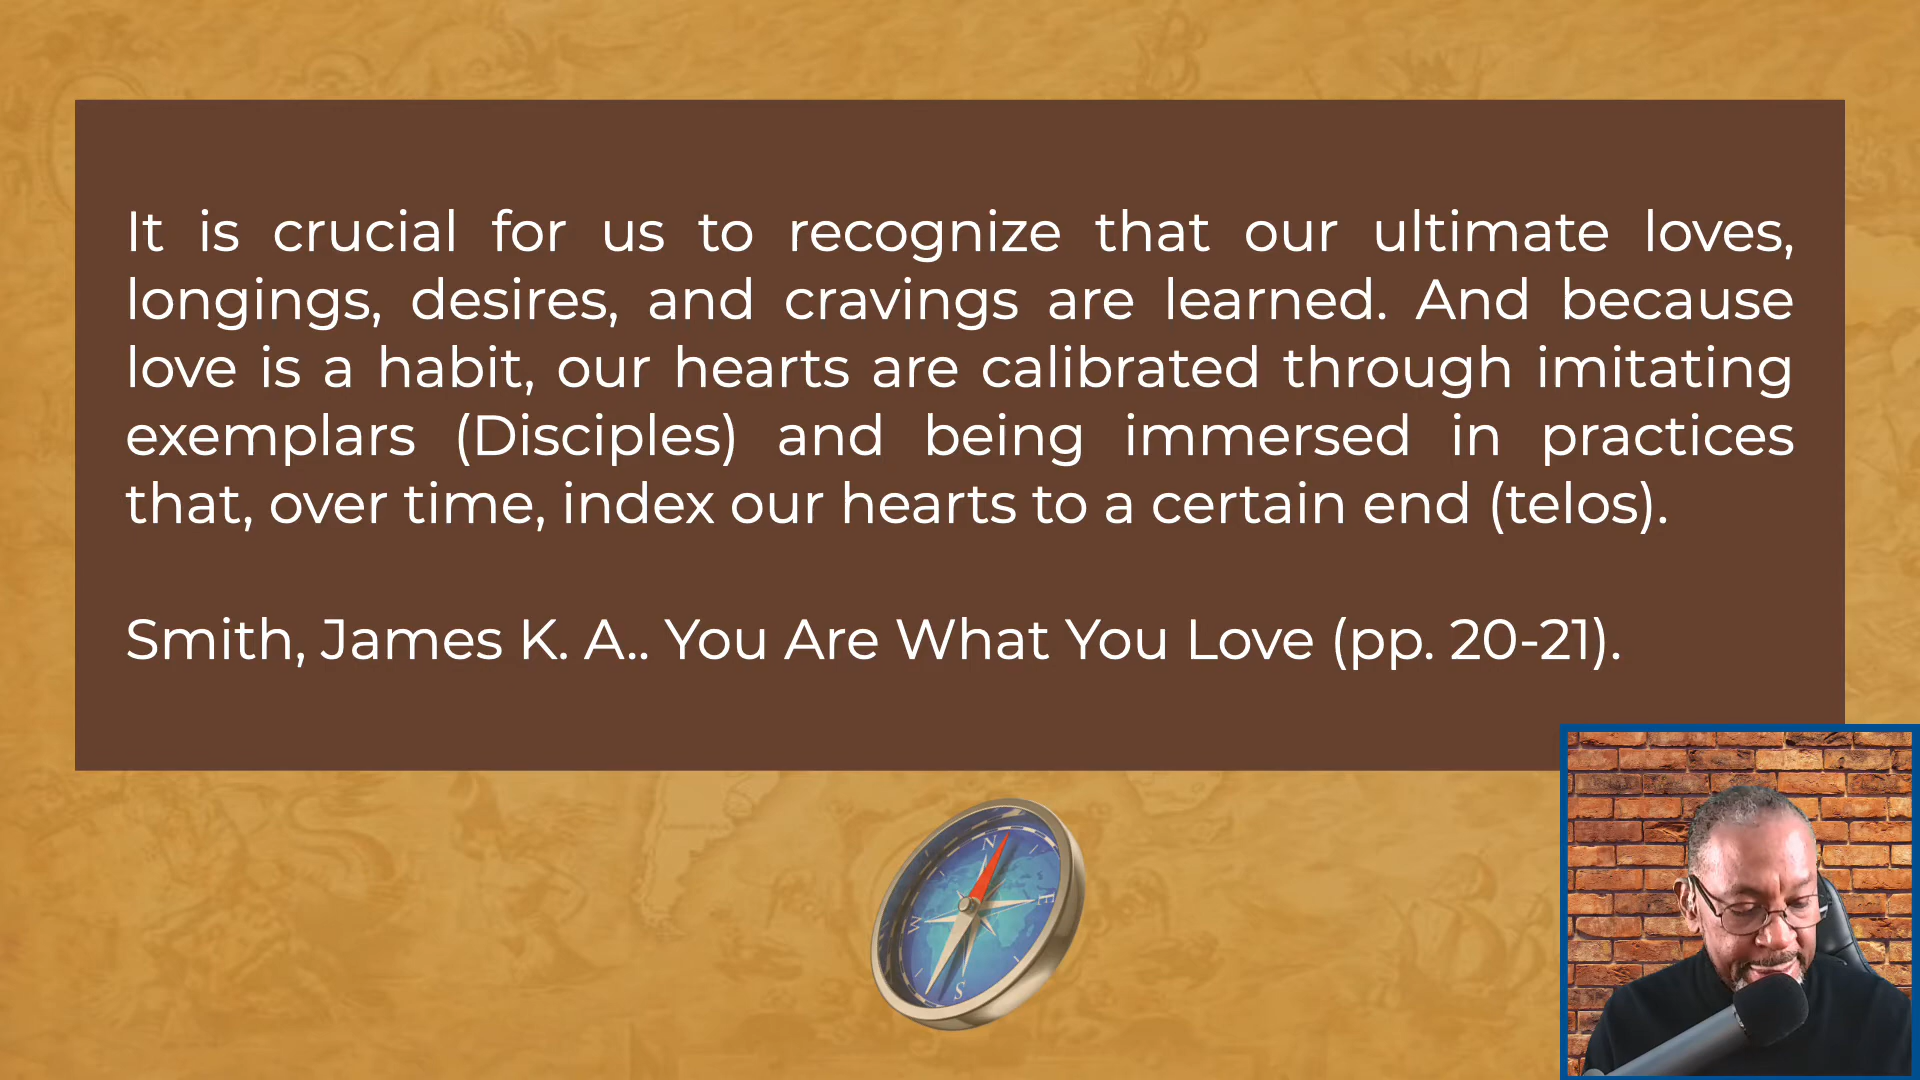 It is crucial for us to recognize that our ultimate loves,
longings, desires, and cravings are learned. And because
love is a habit, our hearts are calibrated through imitating
exemplars (Disciples) and being immersed in practices
that, over time, index our hearts to a certain end (telos).
Smith, James K. A.. You Are What You Love (pp. 20-21).
N
E
W
S